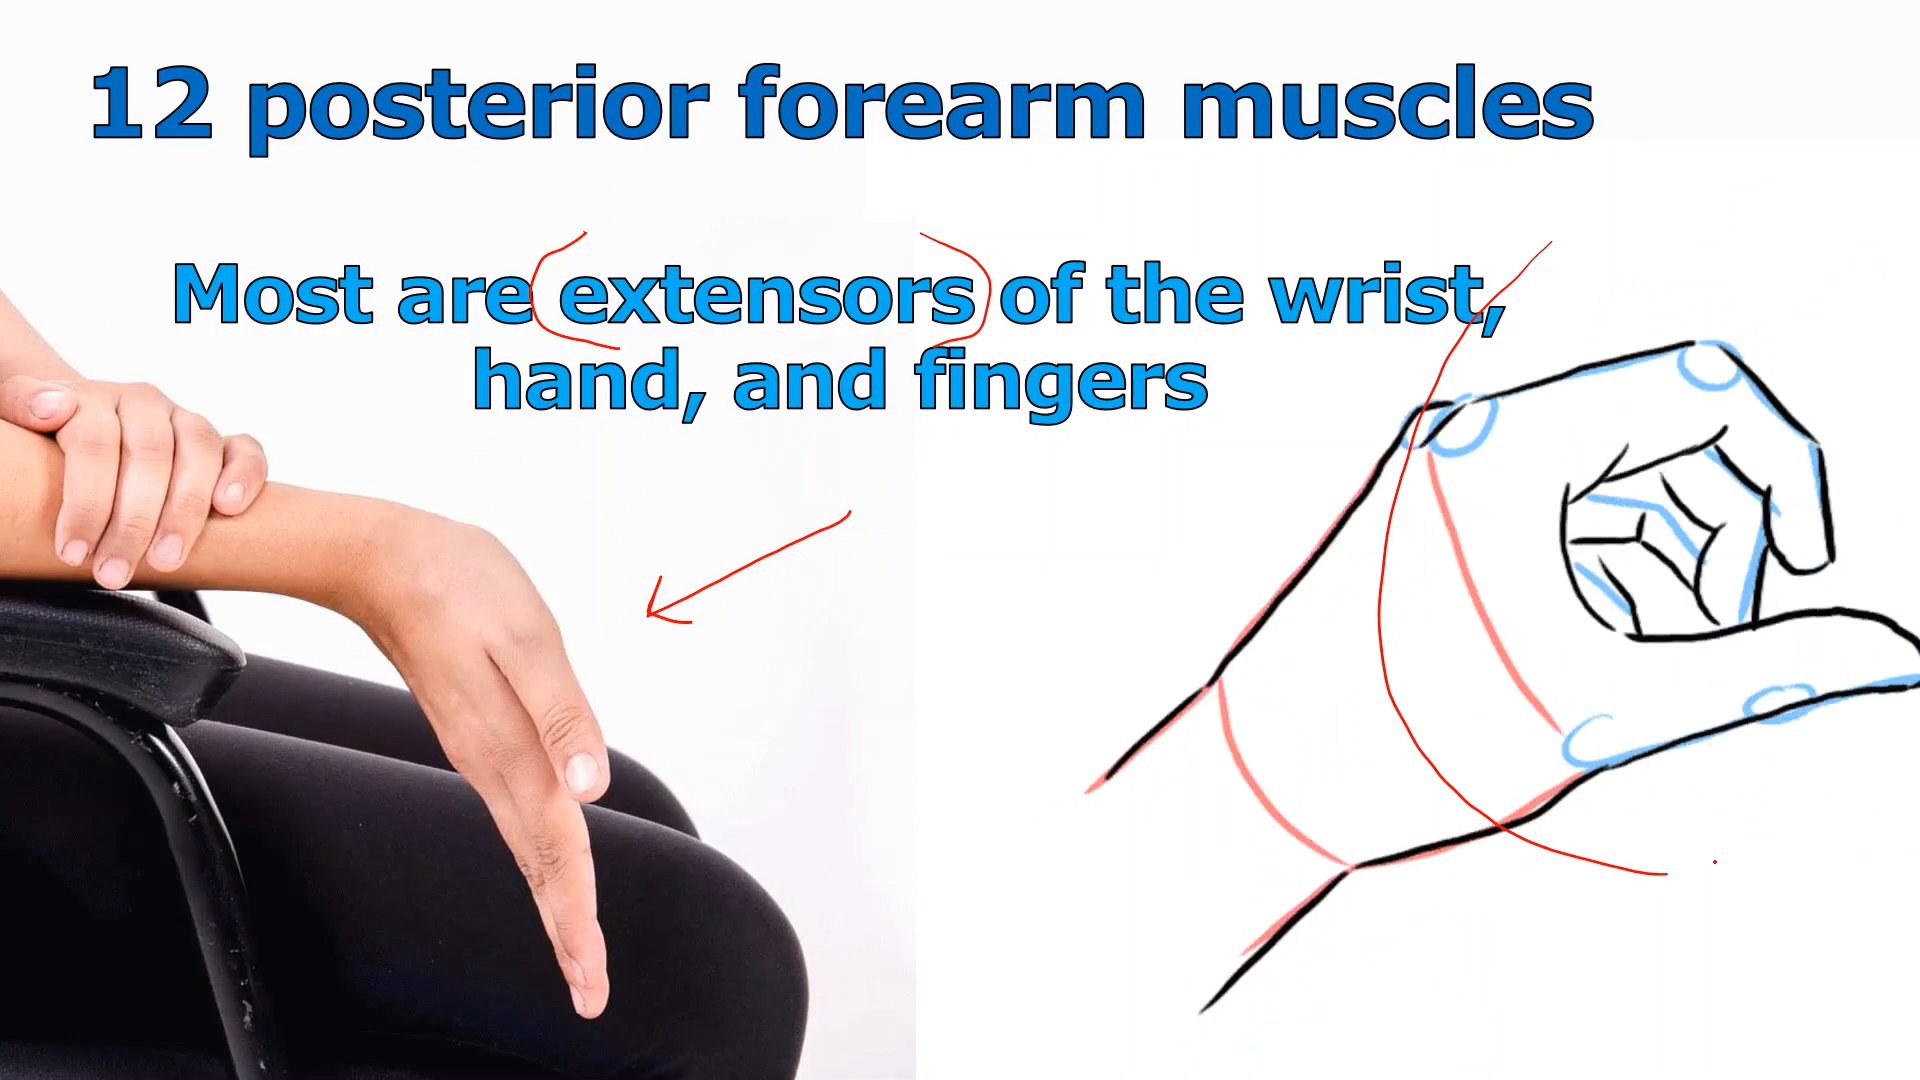 12 posterior forearm muscles
Most are extensors of the wrist,
hand, and fingers